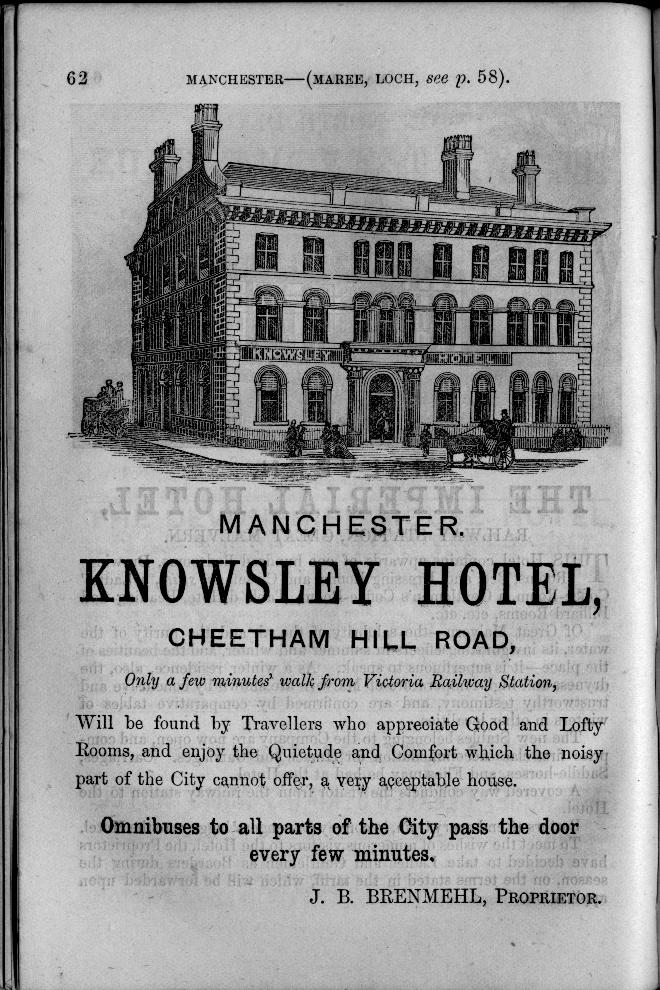 62 MANCHESTER—(MAREE, LOCH, see p. 58).
KNOWSLEY HOTEL
MANCHESTER.
KNOWSLEY HOTEL,
CHEETHAM HILL ROAD,
Only a few minutes' walk from Victoria Railway Station,
Will be found by Travellers who appreciate Good and Lofty
Rooms, and enjoy the Quietude and Comfort which the noisy
part of the City cannot offer, a very acceptable house.
Omnibuses to all parts of the City pass the door
every few minutes.
J. B. BRENMEHL, PROPRIETOR.